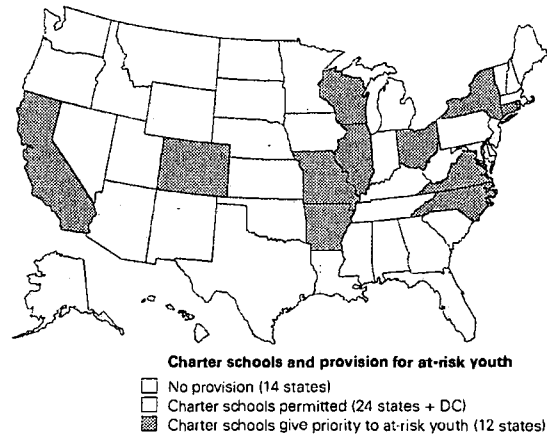 Charter schools and provision for at-risk youth
No provision (14 states)
Charter schools permitted (24 states + DC)
Charter schools give priority to at-risk youth (12 states)